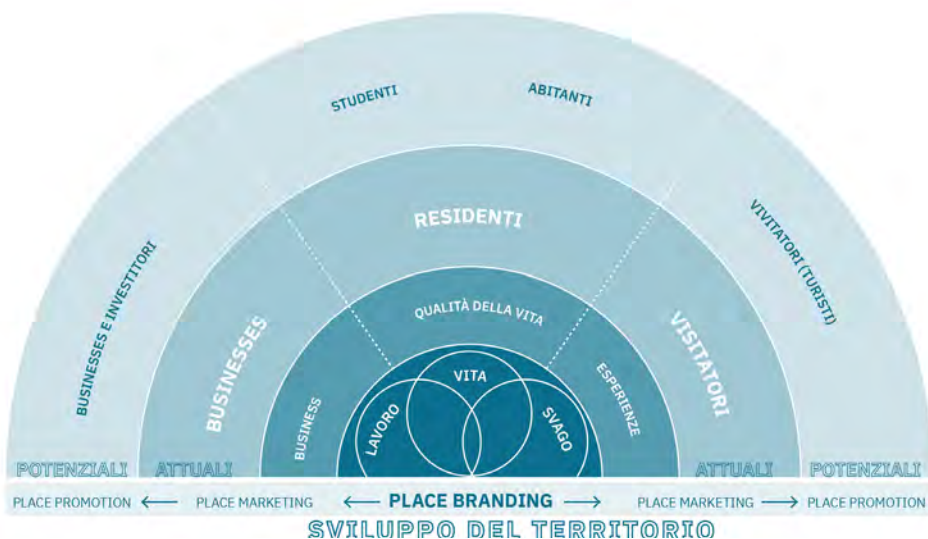 STUDENTI
ABITANTI
BUSINESSES E INVESTITORI
VIVITATORI (TURISTI)
RESIDENTI
BUSINESSES
VISITATORI
QUALITÀ DELLA VITA
BUSINESS
ESPERIENZE
VITA
LAVORO
SVAGO
POTENZIALI ATTUALI ATTUALI POTENZIALI
PLACE PROMOTION ← PLACE MARKETING ← PLACE BRANDING → PLACE MARKETING → PLACE PROMOTION
SVILUPPO DEL TERRITORIO